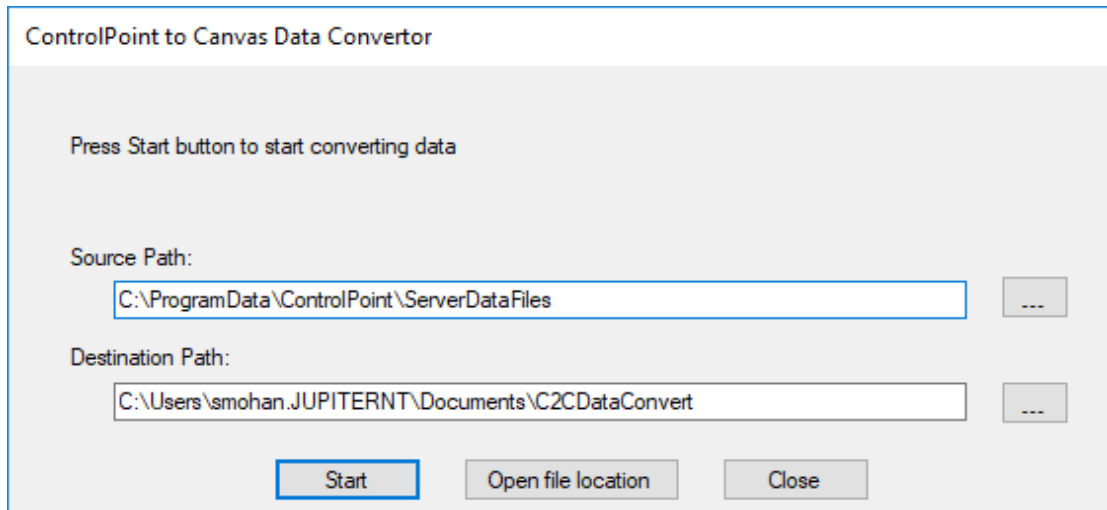 ControlPoint to Canvas Data Convertor
Press Start button to start converting data
Source Path:
C:\ProgramData\ControlPoint\ServerDataFiles
...
Destination Path:
C:\Users\smohan.JUPITERNT\Documents\C2CDataConvert
...
Start Open file location Close